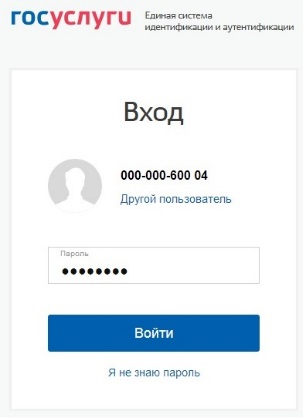 госуслуги
Единая система
идентификации и аутентификации
Вход
000-000-600 04
Другой пользователь
Пароль
●●●●●●●●
Войти
Я не знаю пароль